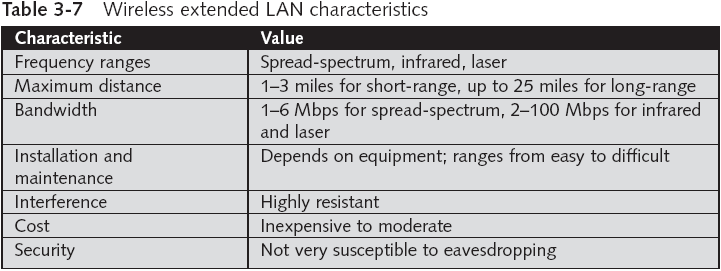 Table 3-7 Wireless extended LAN characteristics
Characteristic Value
Frequency ranges Spread-spectrum, infrared, laser
Maximum distance 1–3 miles for short-range, up to 25 miles for long-range
Bandwidth 1–6 Mbps for spread-spectrum, 2–100 Mbps for infrared
and laser
Installation and Depends on equipment; ranges from easy to difficult
maintenance
Interference Highly resistant
Cost Inexpensive to moderate
Security Not very susceptible to eavesdropping